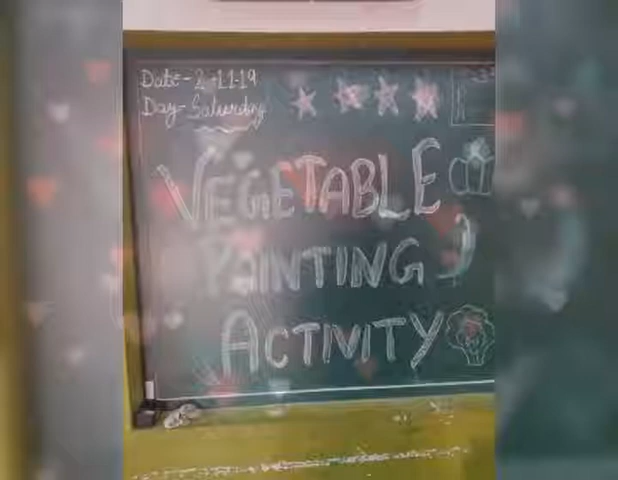 Date - 2-11-19
Day - Saturday
VEGETABLE
PAINTING
ACTIVITY